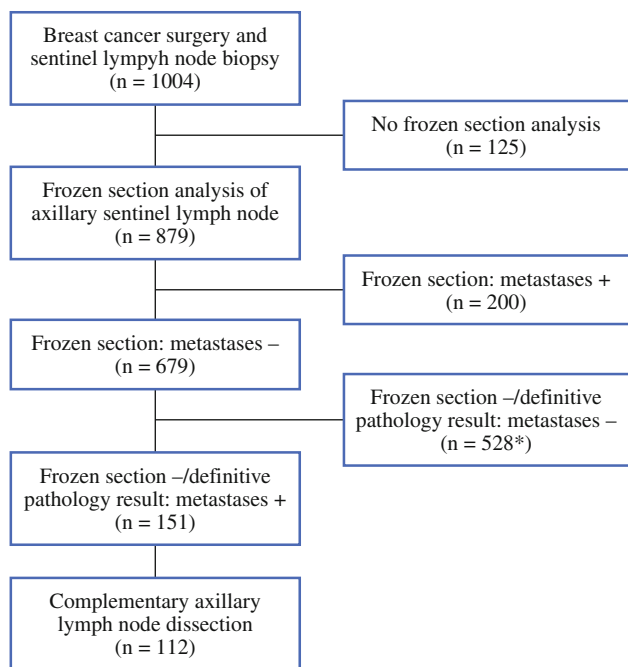 Breast cancer surgery and
sentinel lympyh node biopsy
(n = 1004)
No frozen section analysis
(n = 125)
Frozen section analysis of
axillary sentinel lymph node
(n = 879)
Frozen section: metastases +
(n = 200)
Frozen section: metastases –
(n = 679)
Frozen section –/definitive
pathology result: metastases –
(n = 528*)
Frozen section –/definitive
pathology result: metastases +
(n = 151)
Complementary axillary
lymph node dissection
(n = 112)